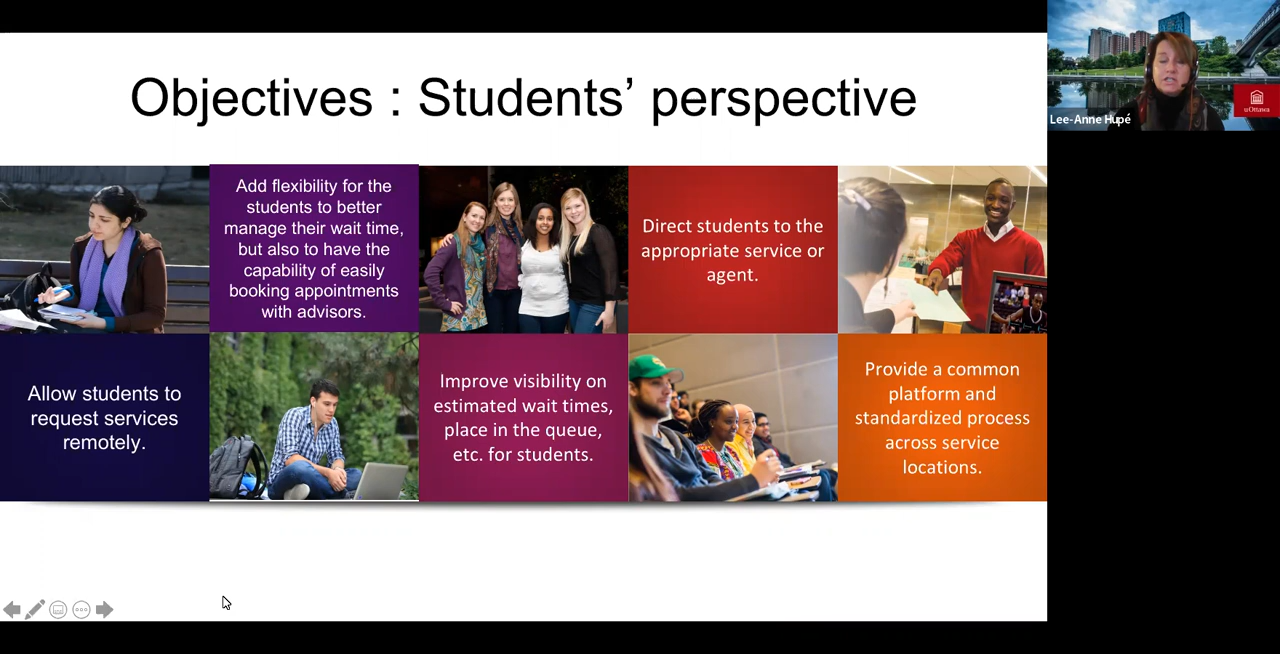 Objectives : Students’ perspective
Add flexibility for the
students to better
manage their wait time,
but also to have the
capability of easily
booking appointments
with advisors.
Direct students to the
appropriate service or
agent.
Allow students to
request services
remotely.
Improve visibility on
estimated wait times,
place in the queue,
etc. for students.
Provide a common
platform and
standardized process
across service
locations.
Lee-Anne Hupé
uOttawa